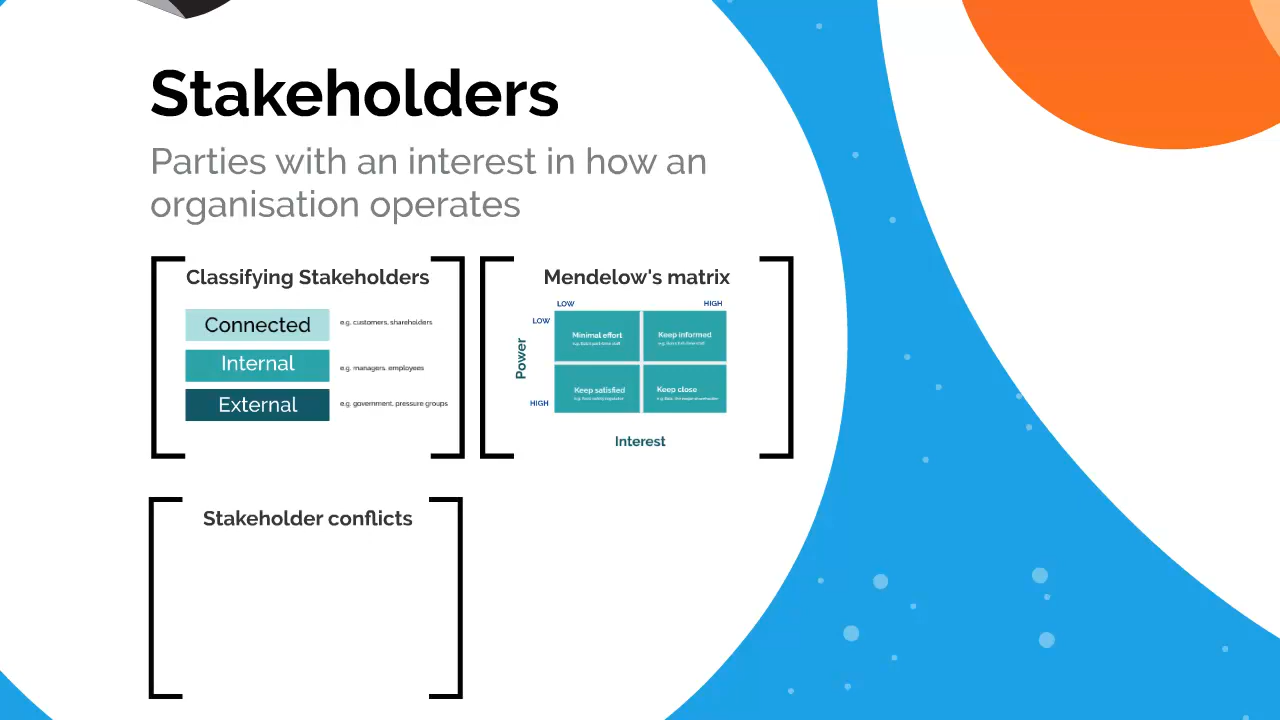 Stakeholders
Parties with an interest in how an
organisation operates
Classifying Stakeholders
Connected
e.g. customers, shareholders
Internal
e.g. managers, employees
External
e.g. government, pressure groups
Mendelow's matrix
LOW
HIGH
LOW
Power
HIGH
Minimal effort
Keep informed
Keep satisfied
Keep close
Interest
Stakeholder conflicts